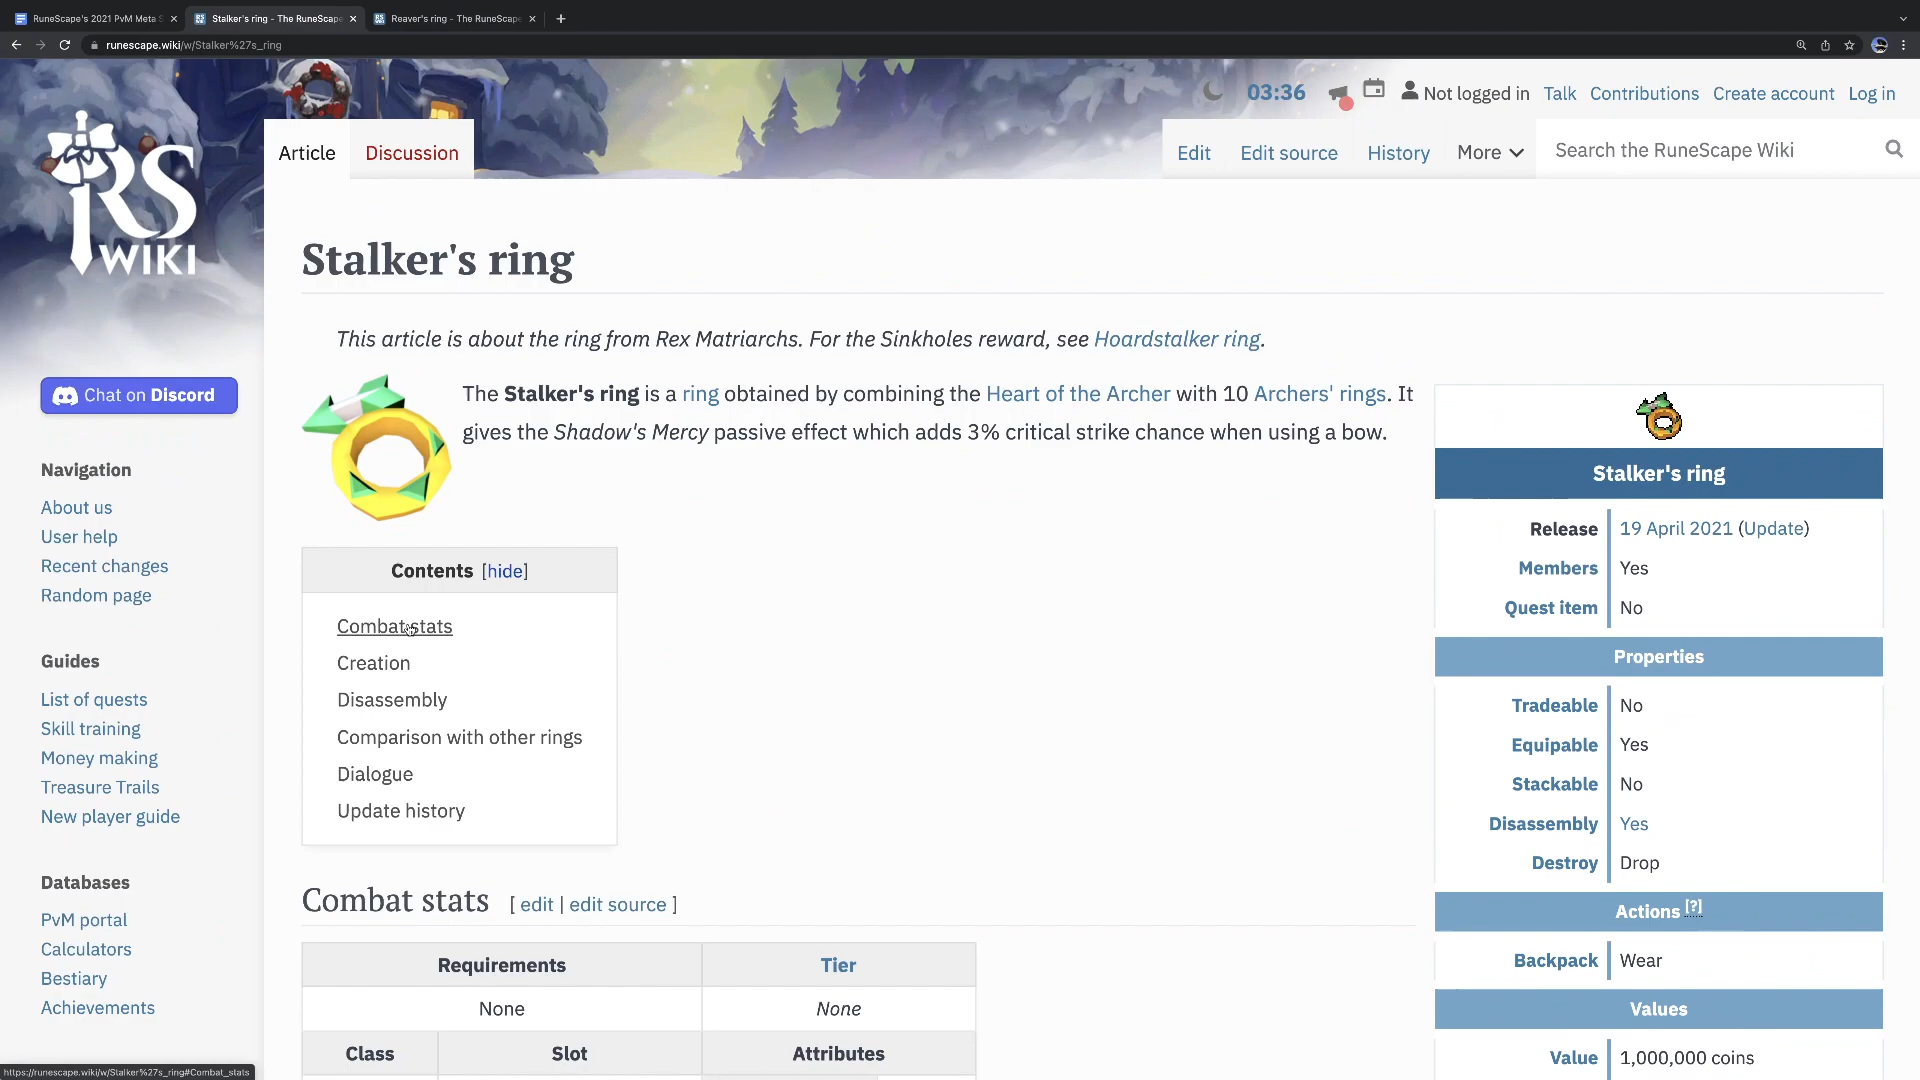 RuneScape's 2021 PvM Meta S
Stalker's ring - The RuneScape
Reaver's ring - The RuneScape
runescape.wiki/w/Stalker%27s_ring
RS
WIKI
03:36
Not logged in
Talk
Contributions
Create account
Log in
Article
Discussion
Edit
Edit source
History
More
Search the RuneScape Wiki
Chat on Discord
Navigation
About us
User help
Recent changes
Random page
Guides
List of quests
Skill training
Money making
Treasure Trails
New player guide
Databases
PvM portal
Calculators
Bestiary
Achievements
Stalker's ring
This article is about the ring from Rex Matriarchs. For the Sinkholes reward, see Hoardstalker ring.
The Stalker's ring is a ring obtained by combining the Heart of the Archer with 10 Archers' rings. It
gives the Shadow's Mercy passive effect which adds 3% critical strike chance when using a bow.
Contents [hide]
Combat stats
Creation
Disassembly
Comparison with other rings
Dialogue
Update history
Combat stats [ edit | edit source ]
Requirements Tier
None None
Class Slot Attributes
Stalker's ring
Release 19 April 2021 (Update)
Members Yes
Quest item No
Properties
Tradeable No
Equipable Yes
Stackable No
Disassembly Yes
Destroy Drop
Actions [?]
Backpack Wear
Values
Value 1,000,000 coins
https://runescape.wiki/w/Stalker%27s_ring#Combat_stats